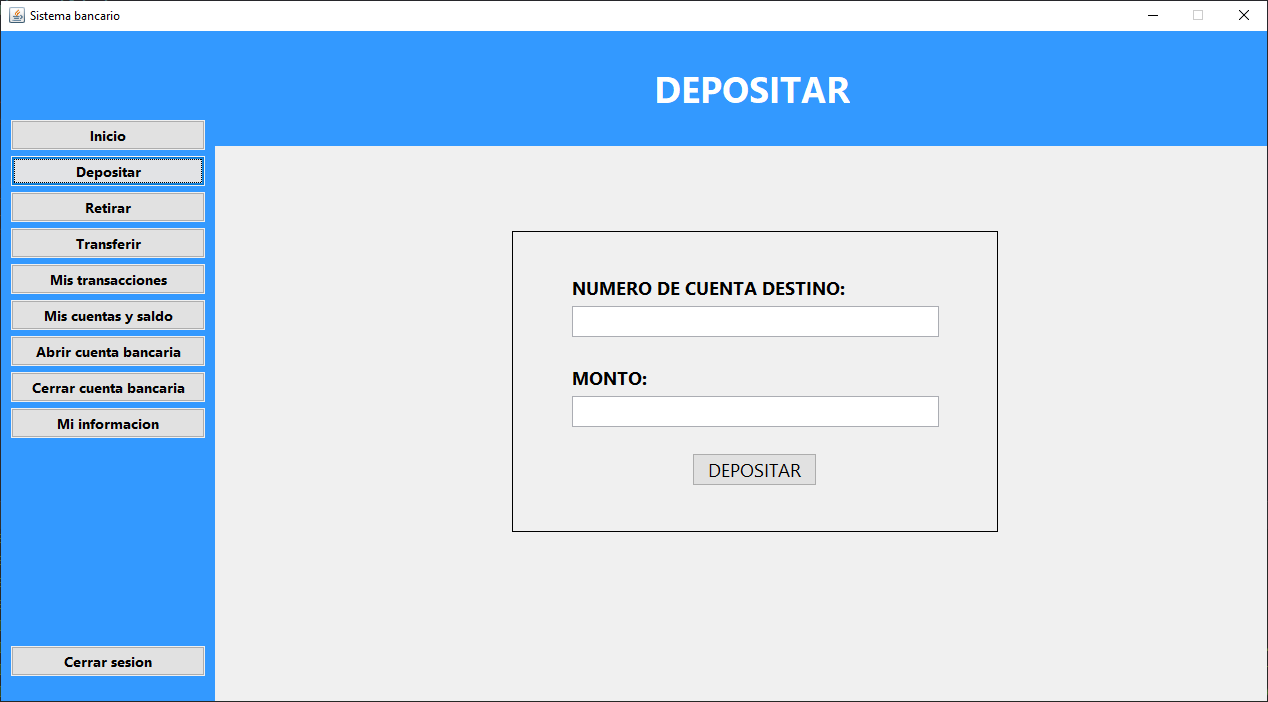 Sistema bancario
DEPOSITAR
Inicio
Depositar
Retirar
Transferir
Mis transacciones
Mis cuentas y saldo
Abrir cuenta bancaria
Cerrar cuenta bancaria
Mi informacion
Cerrar sesion
NUMERO DE CUENTA DESTINO:
MONTO:
DEPOSITAR